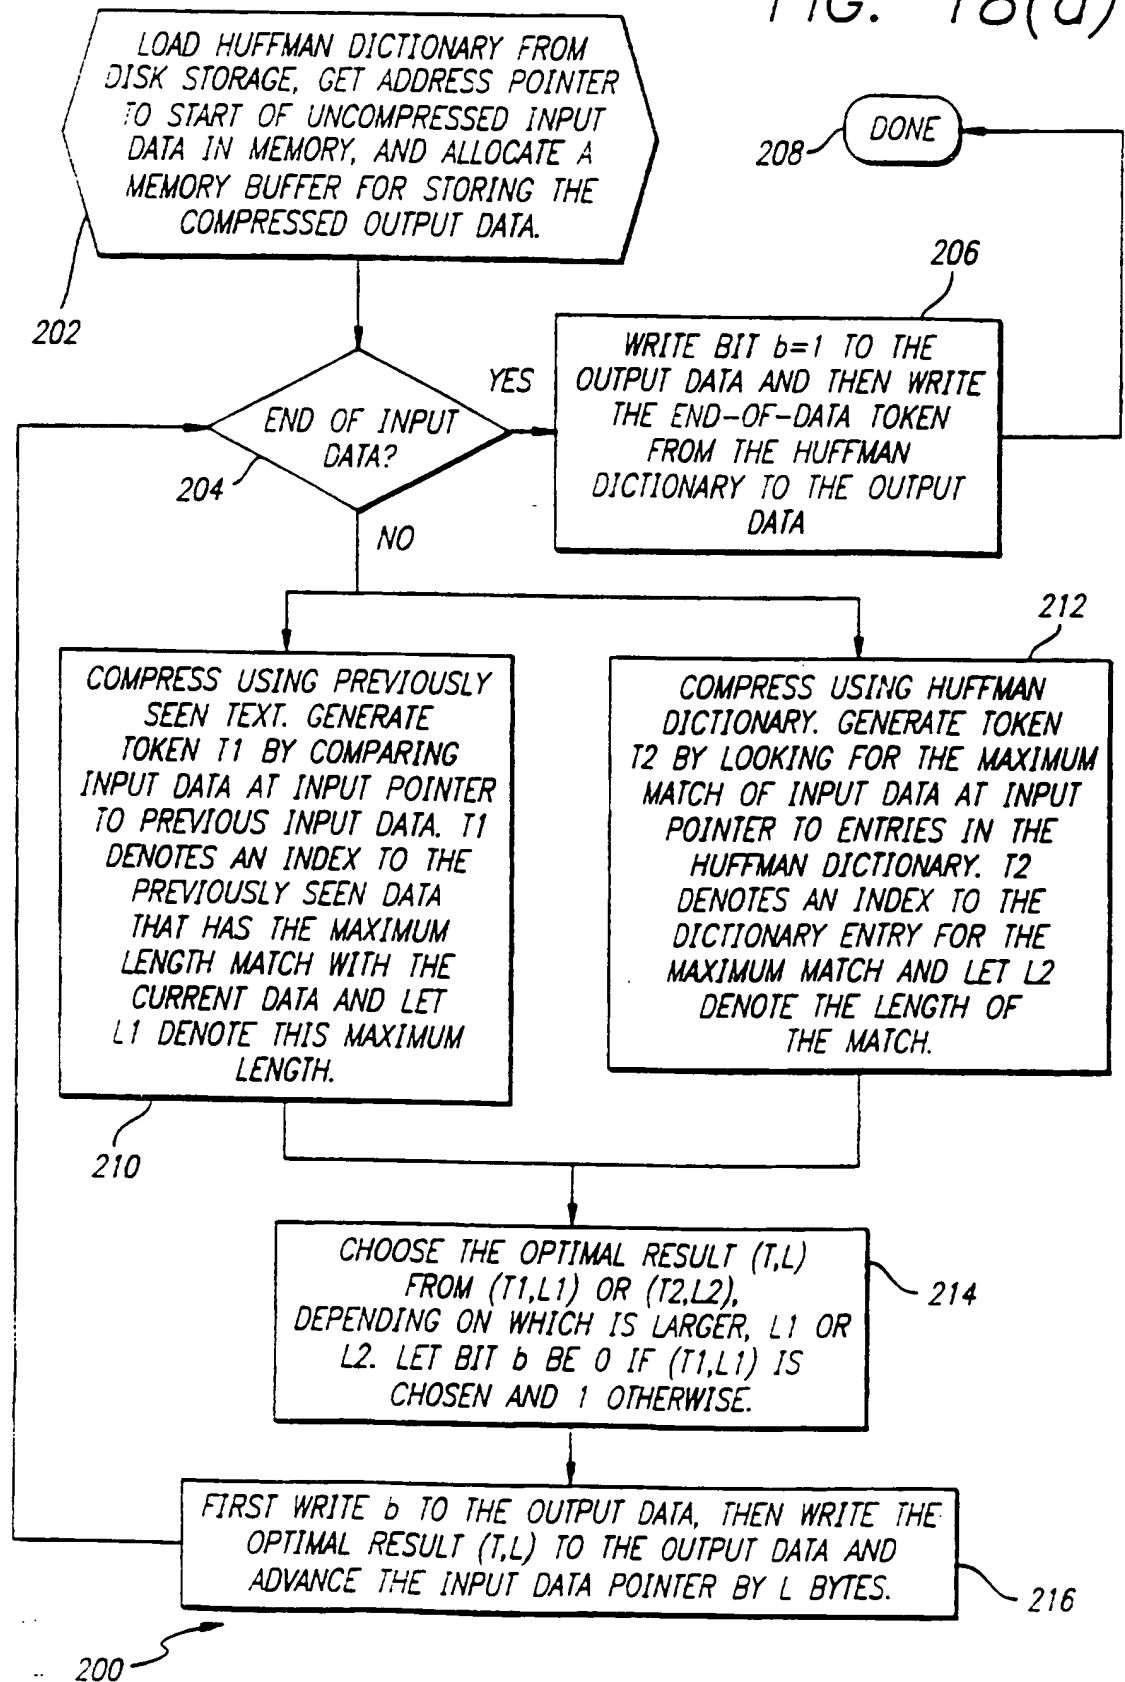 FIG. 18(a)
LOAD HUFFMAN DICTIONARY FROM
DISK STORAGE, GET ADDRESS POINTER
TO START OF UNCOMPRESSED INPUT
DATA IN MEMORY, AND ALLOCATE A
MEMORY BUFFER FOR STORING THE
COMPRESSED OUTPUT DATA.
202
DONE
208
206
END OF INPUT
DATA?
204
YES
NO
WRITE BIT b=1 TO THE
OUTPUT DATA AND THEN WRITE
THE END-OF-DATA TOKEN
FROM THE HUFFMAN
DICTIONARY TO THE OUTPUT
DATA
COMPRESS USING PREVIOUSLY
SEEN TEXT. GENERATE
TOKEN T1 BY COMPARING
INPUT DATA AT INPUT POINTER
TO PREVIOUS INPUT DATA. T1
DENOTES AN INDEX TO THE
PREVIOUSLY SEEN DATA
THAT HAS THE MAXIMUM
LENGTH MATCH WITH THE
CURRENT DATA AND LET
L1 DENOTE THIS MAXIMUM
LENGTH.
210
212
COMPRESS USING HUFFMAN
DICTIONARY. GENERATE TOKEN
T2 BY LOOKING FOR THE MAXIMUM
MATCH OF INPUT DATA AT INPUT
POINTER TO ENTRIES IN THE
HUFFMAN DICTIONARY. T2
DENOTES AN INDEX TO THE
DICTIONARY ENTRY FOR THE
MAXIMUM MATCH AND LET L2
DENOTE THE LENGTH OF
THE MATCH.
CHOOSE THE OPTIMAL RESULT (T,L)
FROM (T1,L1) OR (T2,L2),
DEPENDING ON WHICH IS LARGER, L1 OR
L2. LET BIT b BE 0 IF (T1,L1) IS
CHOSEN AND 1 OTHERWISE.
214
FIRST WRITE b TO THE OUTPUT DATA, THEN WRITE THE
OPTIMAL RESULT (T,L) TO THE OUTPUT DATA AND
ADVANCE THE INPUT DATA POINTER BY L BYTES.
216
200